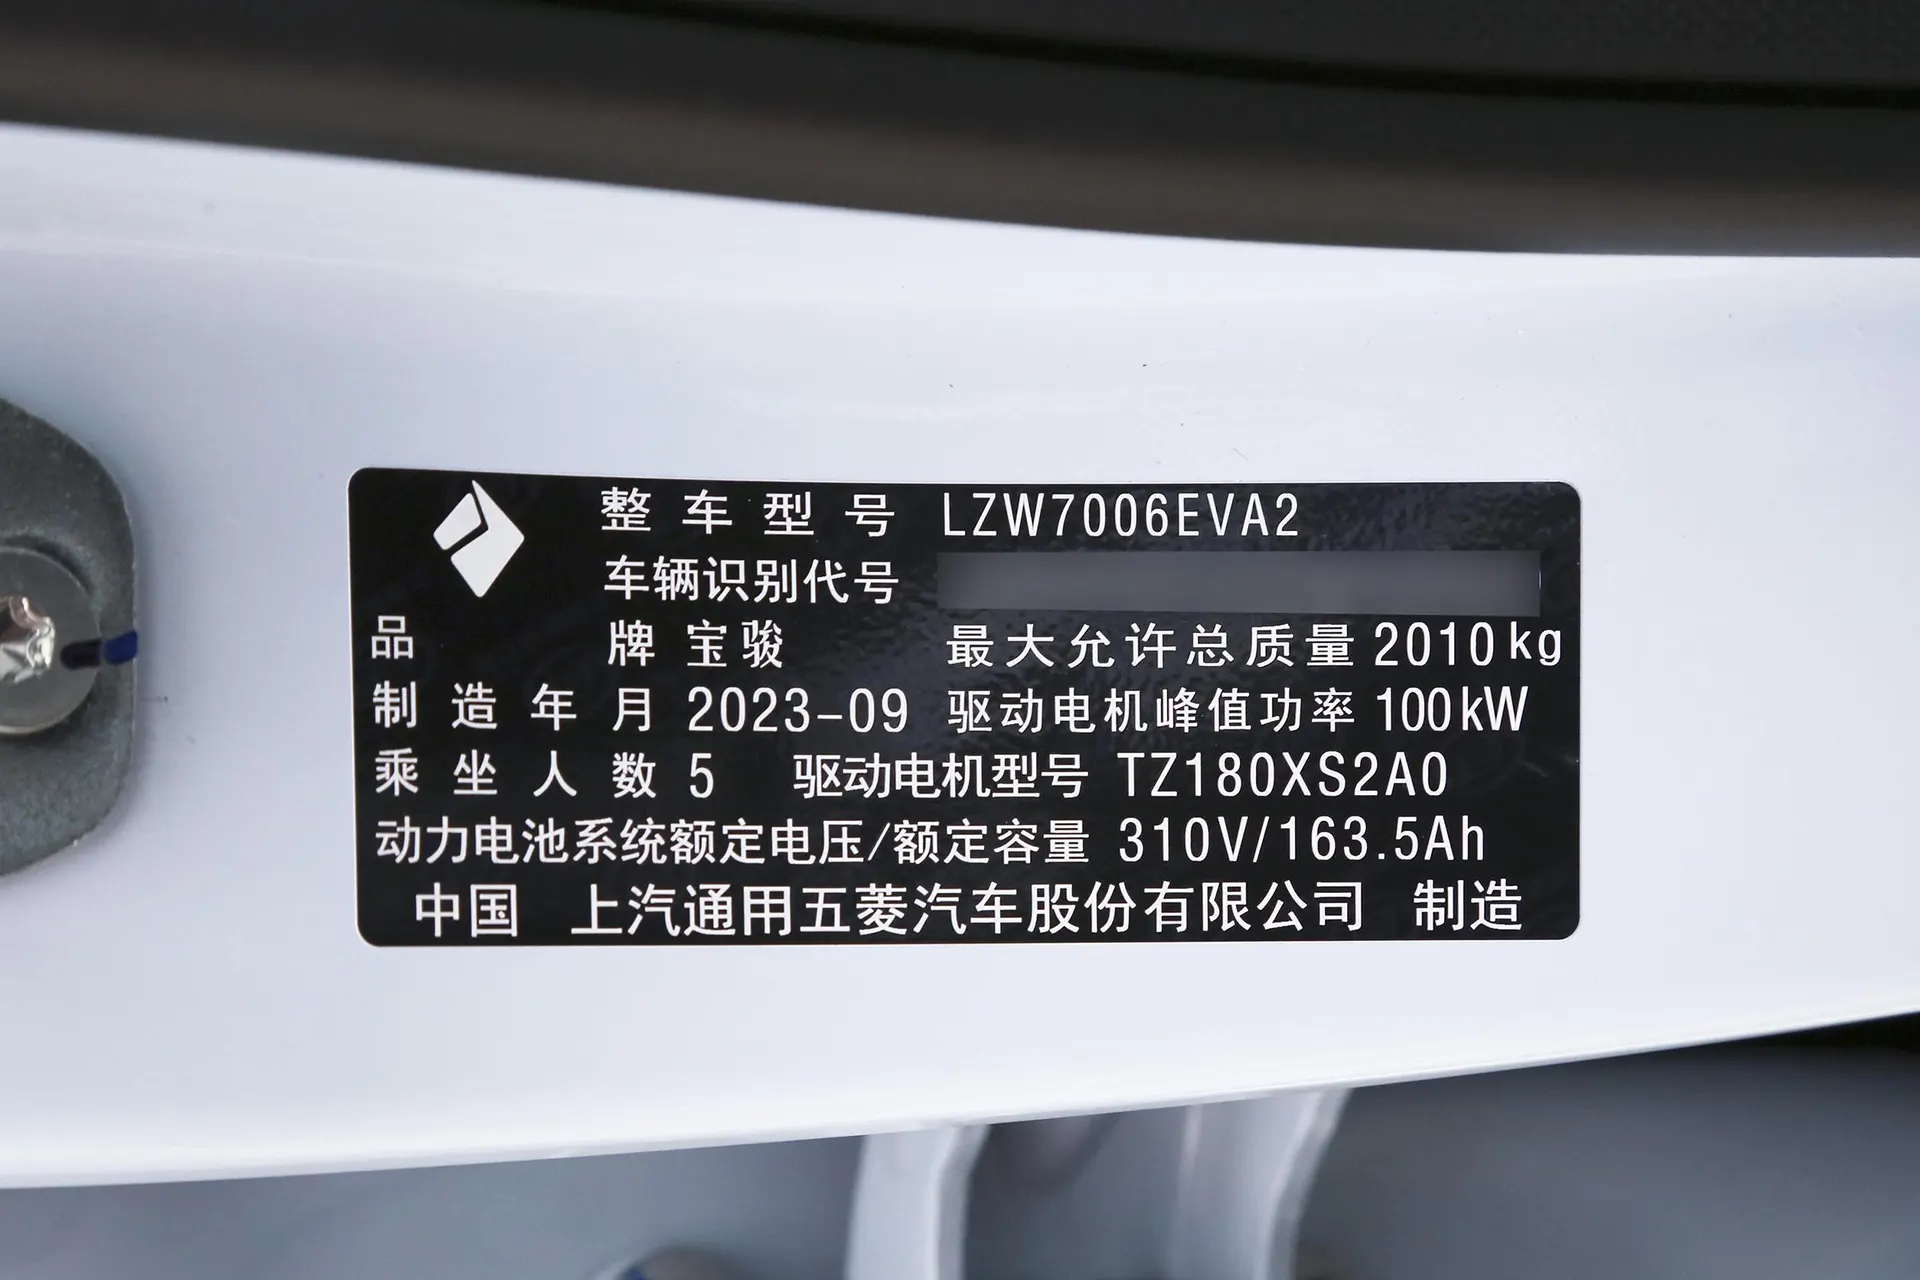 整车型号 LZW7006EVA2
车辆识别代号
品牌 宝骏 最大允许总质量 2010kg
制造年月 2023-09 驱动电机峰值功率 100kW
乘坐人数 5 驱动电机型号 TZ180XS2A0
动力电池系统额定电压/额定容量 310V/163.5Ah
中国 上汽通用五菱汽车股份有限公司 制造